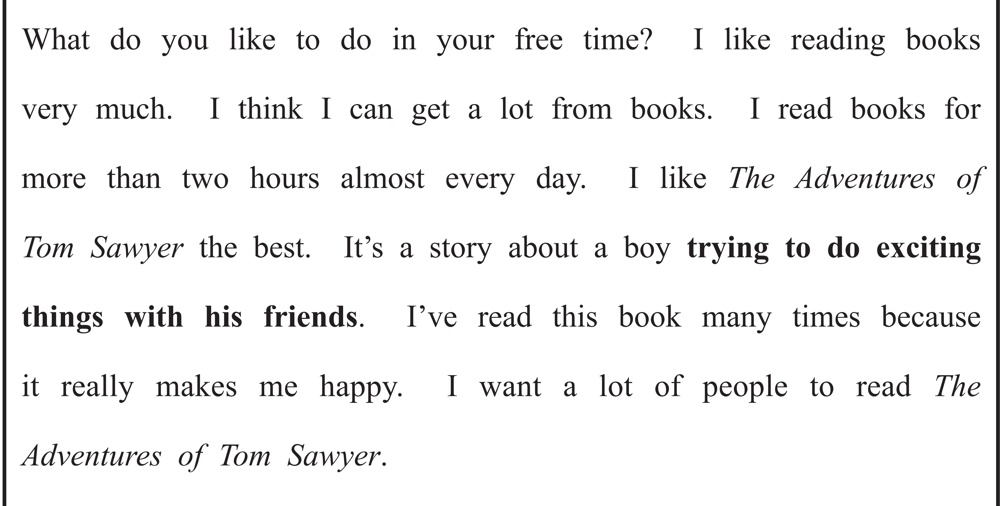 What do you like to do in your free time? I like reading books
very much. I think I can get a lot from books. I read books for
more than two hours almost every day. I like The Adventures of
Tom Sawyer the best. It’s a story about a boy trying to do exciting
things with his friends. I’ve read this book many times because
it really makes me happy. I want a lot of people to read The
Adventures of Tom Sawyer.